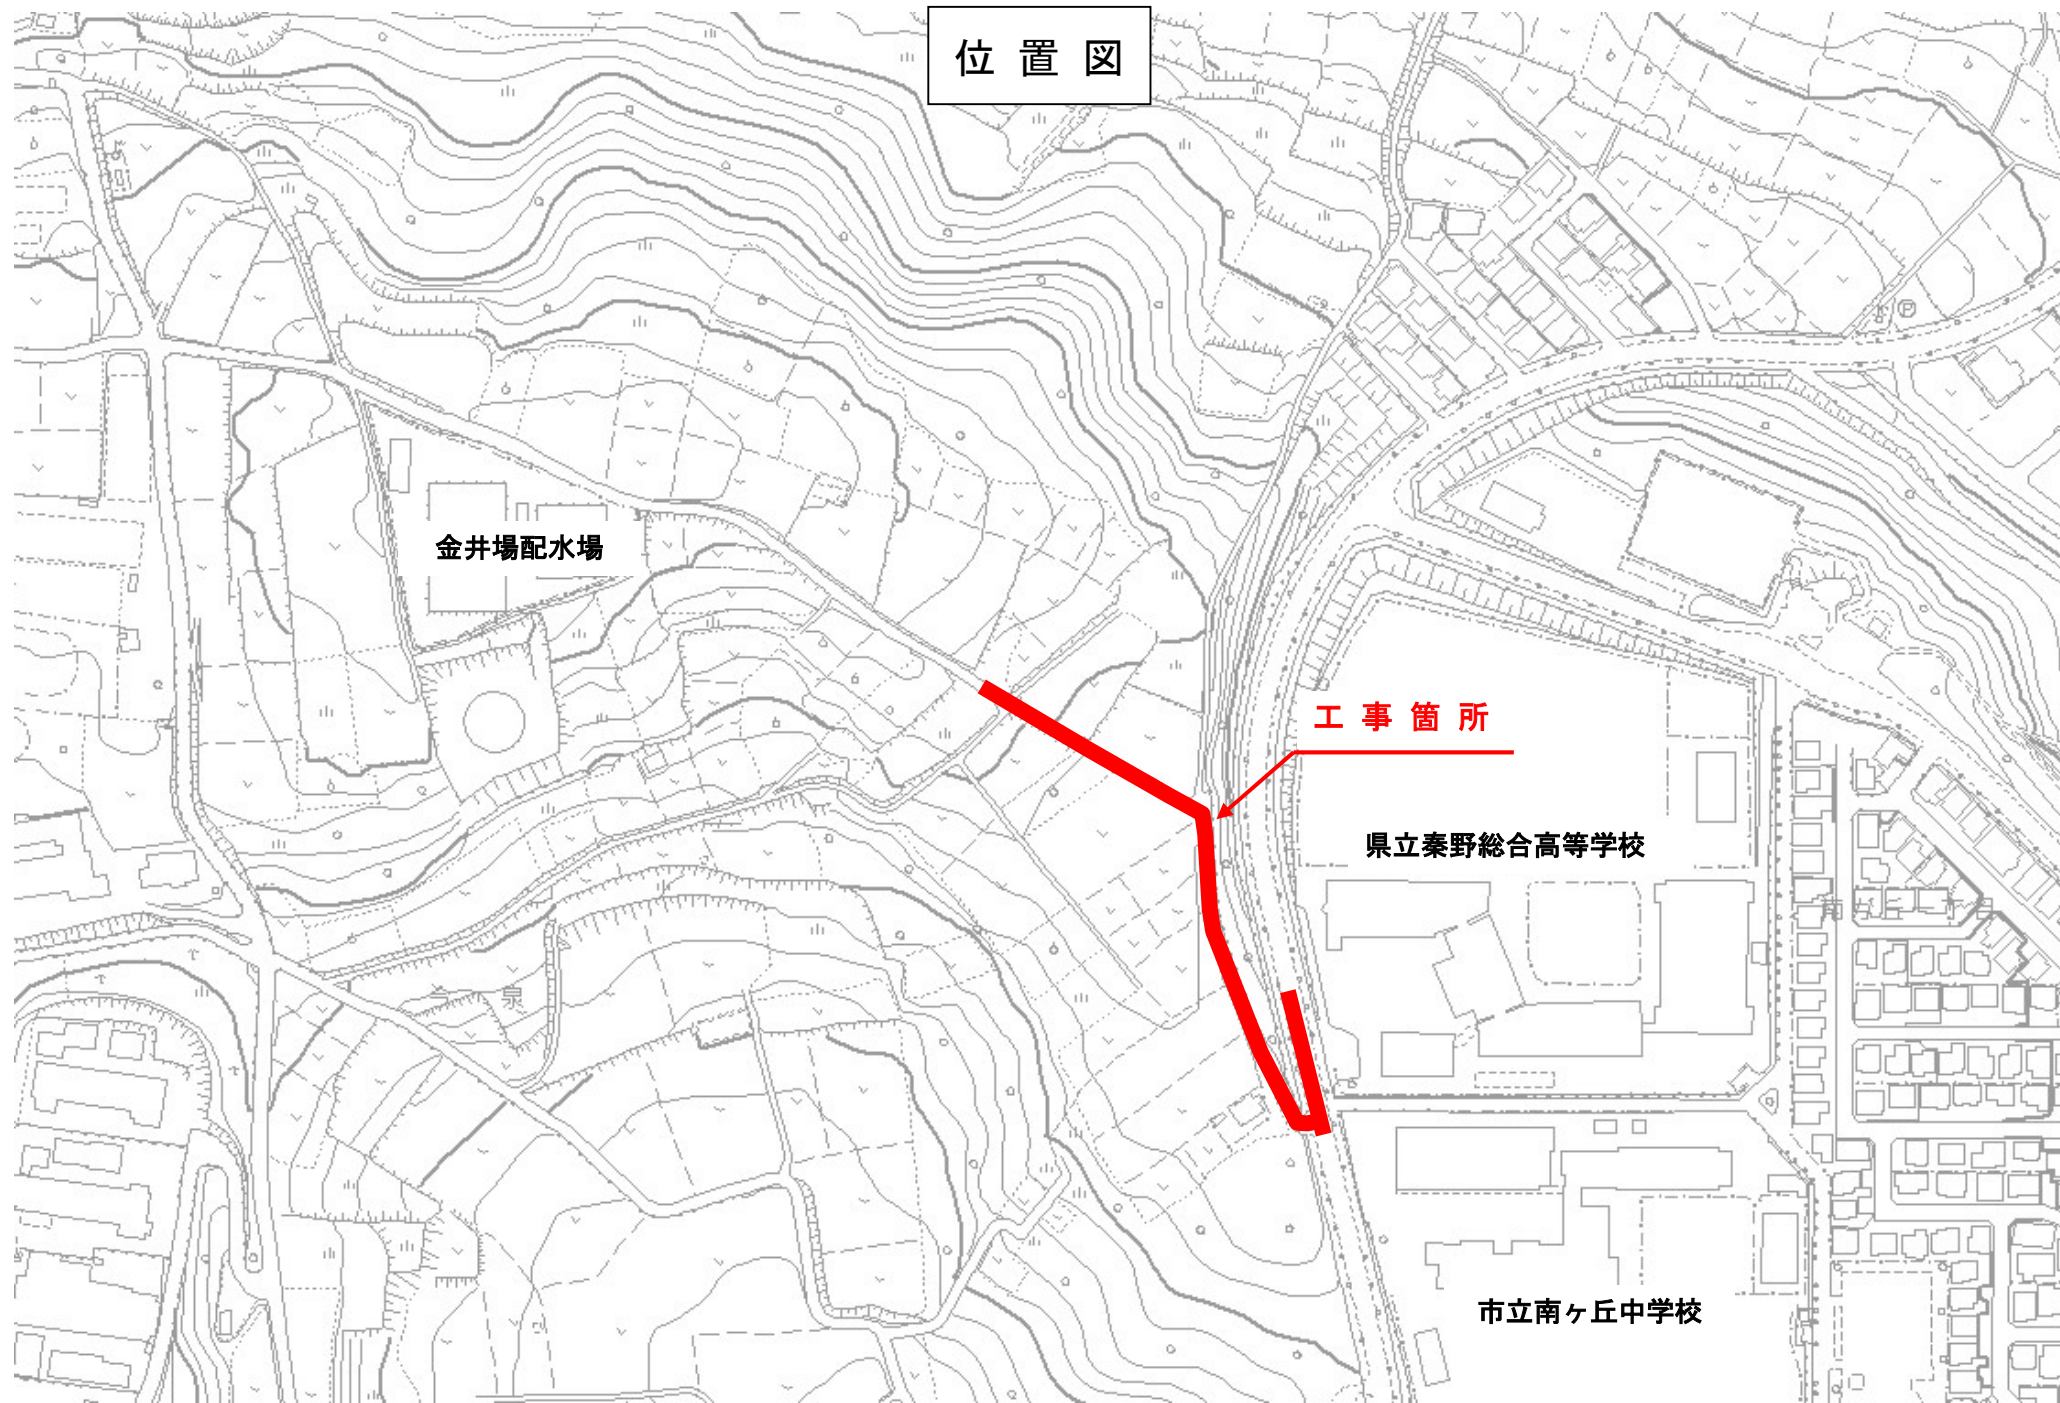 位置図
金井場配水場
工事箇所
県立秦野総合高等学校
泉
市立南ヶ丘中学校